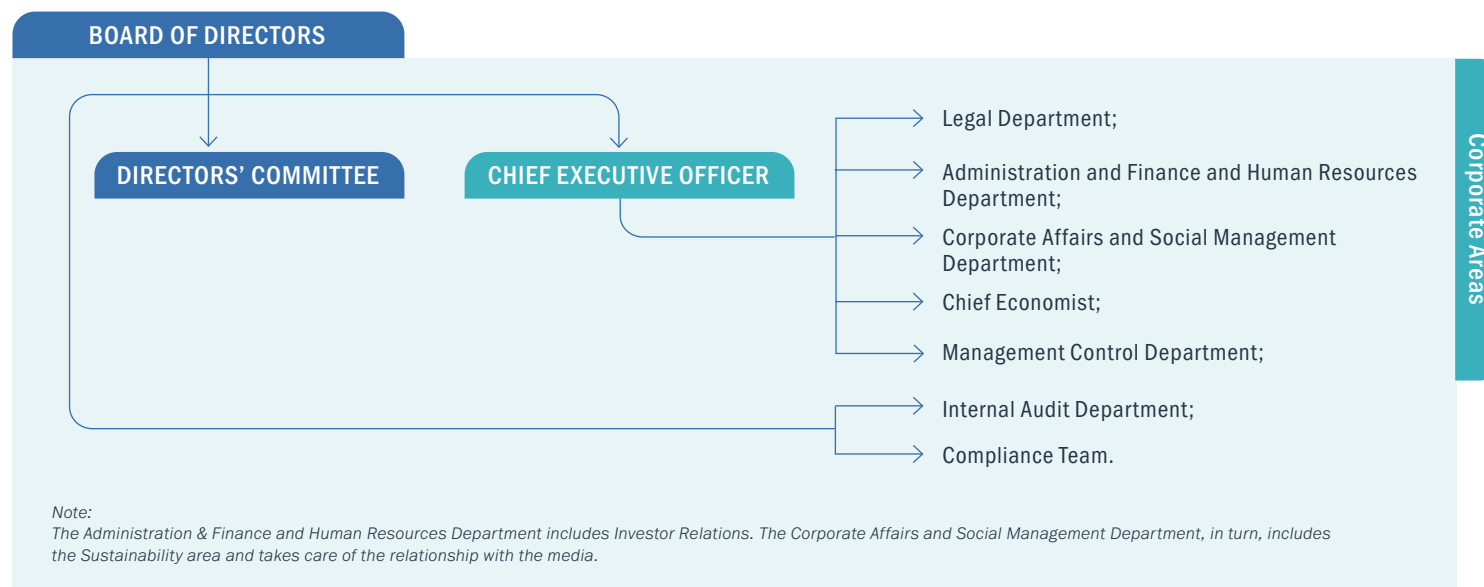 BOARD OF DIRECTORS
DIRECTORS’ COMMITTEE
CHIEF EXECUTIVE OFFICER
Legal Department;
Administration and Finance and Human Resources
Department;
Corporate Affairs and Social Management
Department;
Chief Economist;
Management Control Department;
Internal Audit Department;
Compliance Team.
Corporate Areas
Note:
The Administration & Finance and Human Resources Department includes Investor Relations. The Corporate Affairs and Social Management Department, in turn, includes
the Sustainability area and takes care of the relationship with the media.